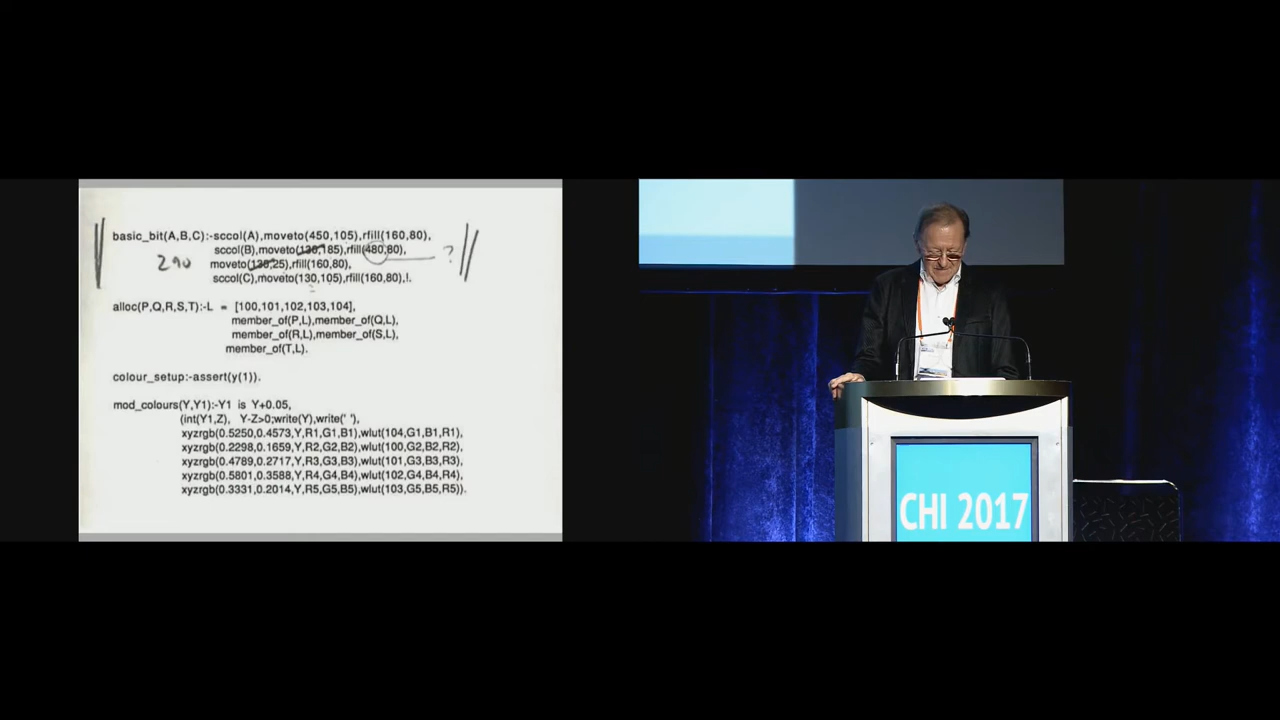 basic_bit(A,B,C):-sccol(A),moveto(450,105),rfill(160,80),
sccol(B),moveto(130,185),rfill(480,80), ?
290 moveto(130,25),rfill(160,80),
sccol(C),moveto(130,105),rfill(160,80),!.
alloc(P,Q,R,S,T):-L = [100,101,102,103,104],
member_of(P,L),member_of(Q,L),
member_of(R,L),member_of(S,L),
member_of(T,L).
colour_setup:-assert(y(1)).
mod_colours(Y,Y1):-Y1 is Y+0.05,
(int(Y1,Z), Y-Z>0;write(Y),write(' '),
xyzrgb(0.5250,0.4573,Y,R1,G1,B1),wlut(104,G1,B1,R1),
xyzrgb(0.2298,0.1659,Y,R2,G2,B2),wlut(100,G2,B2,R2),
xyzrgb(0.4789,0.2717,Y,R3,G3,B3),wlut(101,G3,B3,R3),
xyzrgb(0.5801,0.3588,Y,R4,G4,B4),wlut(102,G4,B4,R4),
xyzrgb(0.3331,0.2014,Y,R5,G5,B5),wlut(103,G5,B5,R5)).
CHI 2017